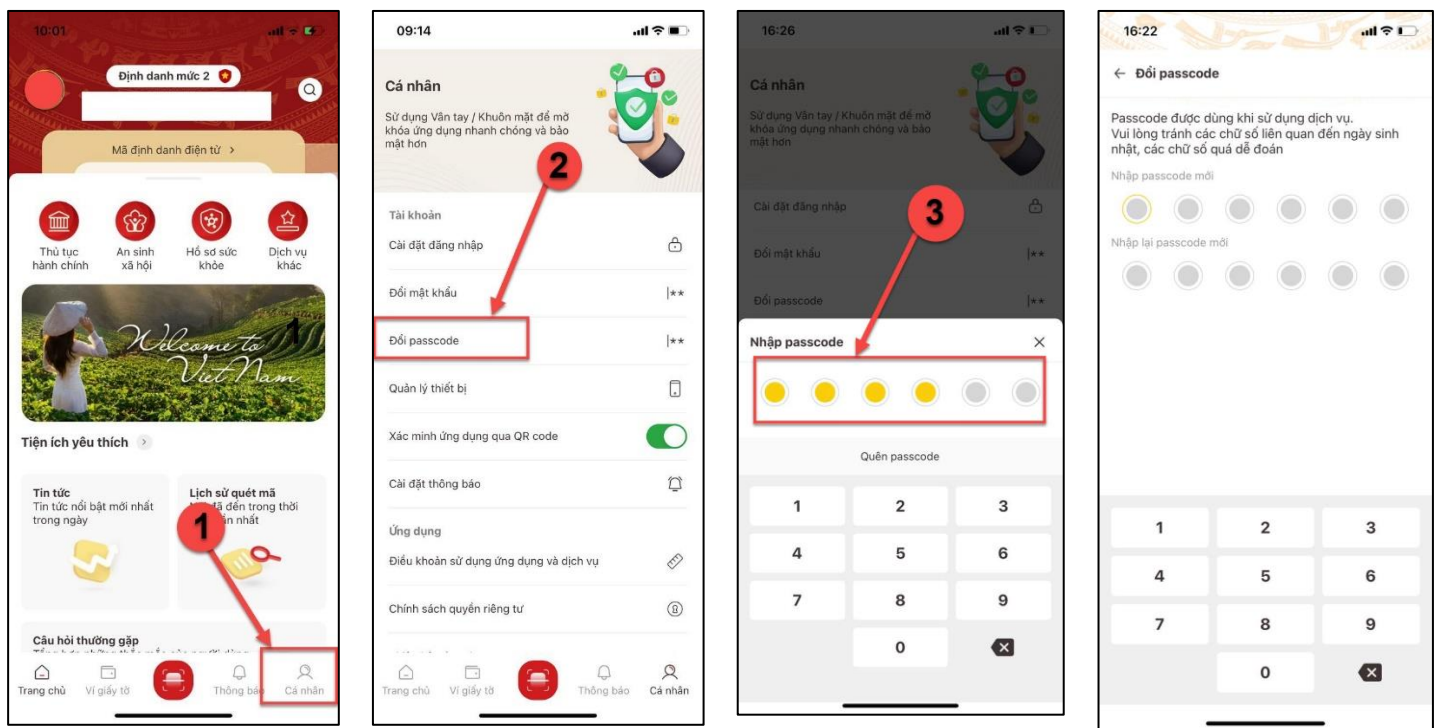 10:01
Định danh mức 2
Mã định danh điện tử >
Thủ tục hành chính
An sinh xã hội
Hồ sơ sức khỏe
Dịch vụ khác
Welcome to
Viet Nam
1
Tiện ích yêu thích >
Tin tức
Tin tức nổi bật mới nhất
trong ngày
Lịch sử quét mã
đã đến trong thời
nhất
1
Câu hỏi thường gặp
Trang chủ
Ví giấy tờ
Thông báo
Cá nhân
09:14
Cá nhân
Sử dụng Vân tay / Khuôn mặt để mở
khóa ứng dụng nhanh chóng và bảo
mật hơn
2
Tài khoản
Cài đặt đăng nhập
Đổi mật khẩu |**
Đổi passcode |**
Quản lý thiết bị
Xác minh ứng dụng qua QR code
Cài đặt thông báo
Ứng dụng
Điều khoản sử dụng ứng dụng và dịch vụ
Chính sách quyền riêng tư
Trang chủ
Ví giấy tờ
Thông báo
Cá nhân
16:26
Cá nhân
Sử dụng Vân tay / Khuôn mặt để mở
khóa ứng dụng nhanh chóng và bảo
mật hơn
3
Cài đặt đăng nhập
Đổi mật khẩu |**
Đổi passcode |**
Nhập passcode ×
Quên passcode
1 2 3
4 5 6
7 8 9
0
16:22
← Đổi passcode
Passcode được dùng khi sử dụng dịch vụ.
Vui lòng tránh các chữ số liên quan đến ngày sinh
nhật, các chữ số quá dễ đoán
Nhập passcode mới
Nhập lại passcode mới
1 2 3
4 5 6
7 8 9
0